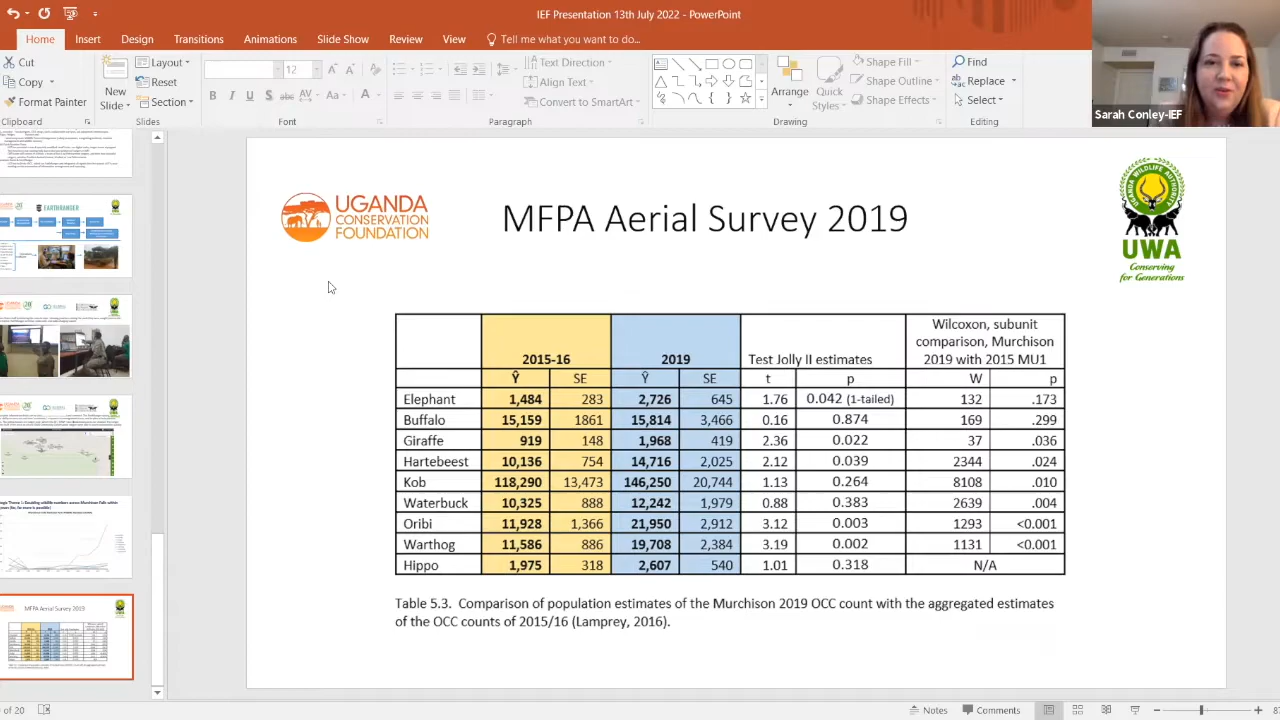 IEF Presentation 13th July 2022 - PowerPoint
Home Insert Design Transitions Animations Slide Show Review View Tell me what you want to do...
Cut
Copy
Format Painter
Clipboard
New
Slide
Layout
Reset
Section
Slides
12
B I U S abc AV Aa A
Font
Text Direction
Align Text
Convert to SmartArt
Paragraph
Arrange
Quick
Styles
Shape Fill
Shape Outline
Shape Effects
Drawing
Find
Replace
Select
Editing
Sarah Conley-IEF
EARTHRANGER
MFPA Aerial Survey 2019
UGANDA
CONSERVATION
FOUNDATION
MFPA Aerial Survey 2019
UGANDA WILDLIFE AUTHORITY
UWA
Conserving
for Generations
2015-16 2019 Test Jolly II estimates Wilcoxon, subunit
comparison, Murchison
2019 with 2015 MU1
Ŷ SE Ŷ SE t p W p
Elephant 1,484 283 2,726 645 1.76 0.042 (1-tailed) 132 .173
Buffalo 15,159 1861 15,814 3,466 0.16 0.874 169 .299
Giraffe 919 148 1,968 419 2.36 0.022 37 .036
Hartebeest 10,136 754 14,716 2,025 2.12 0.039 2344 .024
Kob 118,290 13,473 146,250 20,744 1.13 0.264 8108 .010
Waterbuck 888 12,242 0.383 2639 .004
Oribi 11,928 1,366 21,950 2,912 3.12 0.003 1293 <0.001
Warthog 11,586 886 19,708 2,384 3.19 0.002 1131 <0.001
Hippo 1,975 318 2,607 540 1.01 0.318 N/A
Table 5.3. Comparison of population estimates of the Murchison 2019 OCC count with the aggregated estimates
of the OCC counts of 2015/16 (Lamprey, 2016).
of 20
Notes Comments